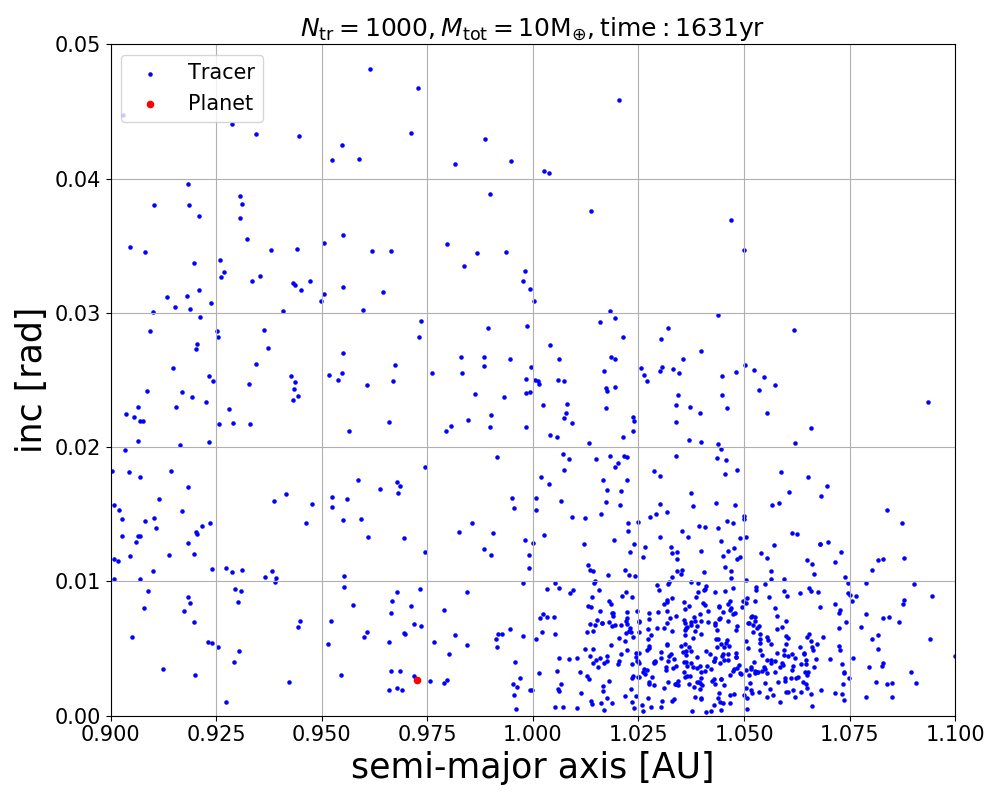 N_tr = 1000, M_tot = 10M_⊕, time : 1631yr
Tracer
Planet
inc [rad]
0.05
0.04
0.03
0.02
0.01
0.00
0.900 0.925 0.950 0.975 1.000 1.025 1.050 1.075 1.100
semi-major axis [AU]